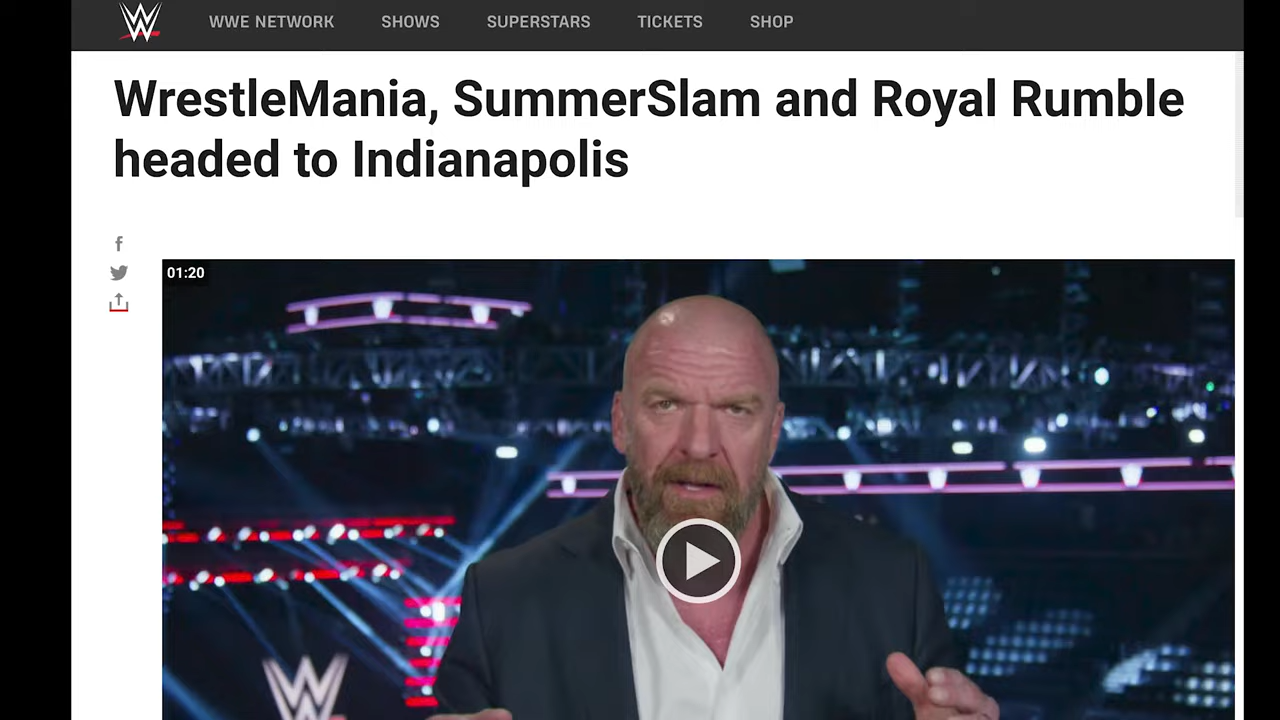 W
WWE NETWORK SHOWS SUPERSTARS TICKETS SHOP
WrestleMania, SummerSlam and Royal Rumble
headed to Indianapolis
f
01:20
W